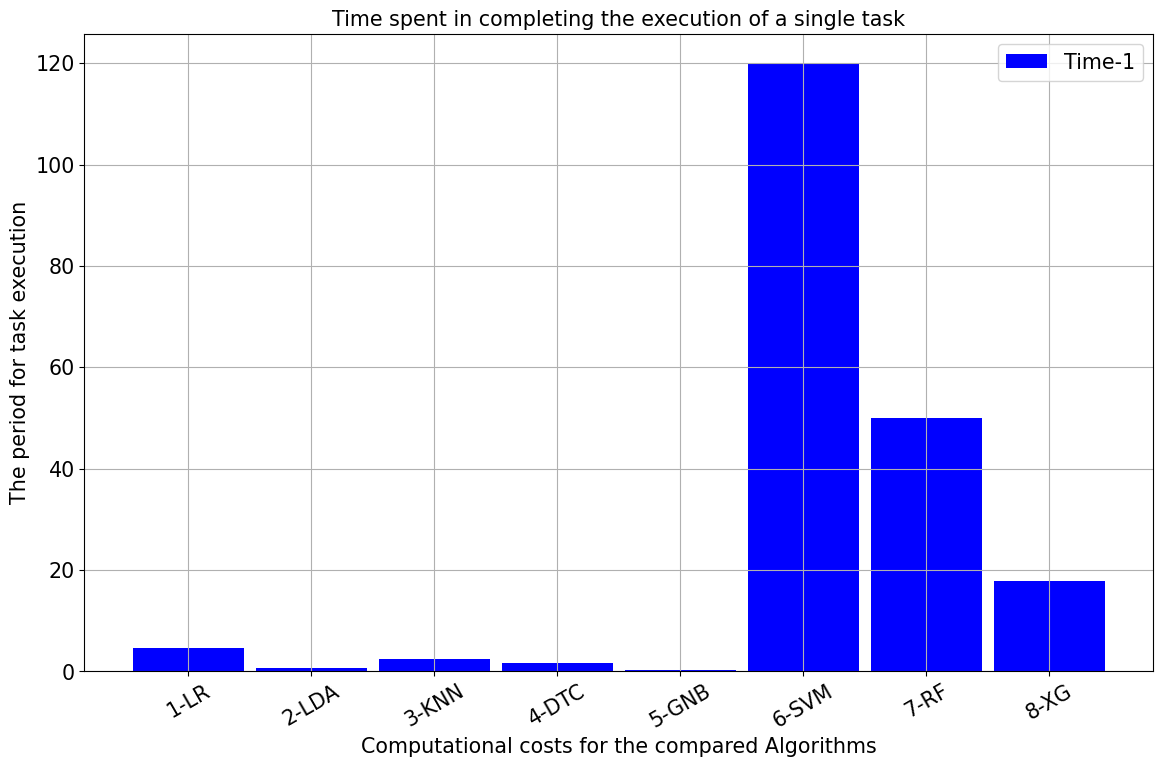 Time spent in completing the execution of a single task
Time-1
The period for task execution
120
100
80
60
40
20
0
1-LR
2-LDA
3-KNN
4-DTC
5-GNB
6-SVM
7-RF
8-XG
Computational costs for the compared Algorithms